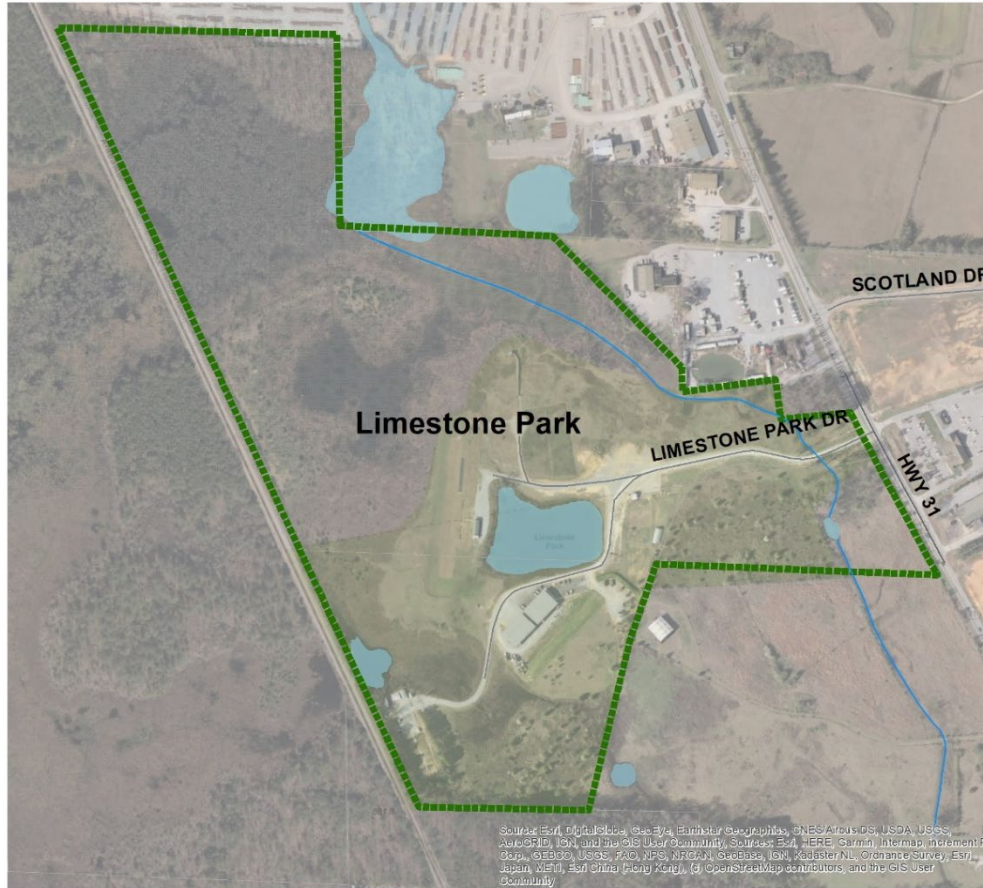 SCOTLAND DR
Limestone Park
LIMESTONE PARK DR
HWY 31
Limestone
Park
Source: Esri, DigitalGlobe, GeoEye, Earthstar Geographics, CNES/Airbus DS, USDA, USGS,
AeroGRID, IGN, and the GIS User Community, Sources: Esri, HERE, Garmin, Intermap, increment P
Corp., GEBCO, USGS, FAO, NPS, NRCAN, GeoBase, IGN, Kadaster NL, Ordnance Survey, Esri
Japan, METI, Esri China (Hong Kong), (c) OpenStreetMap contributors, and the GIS User
Community